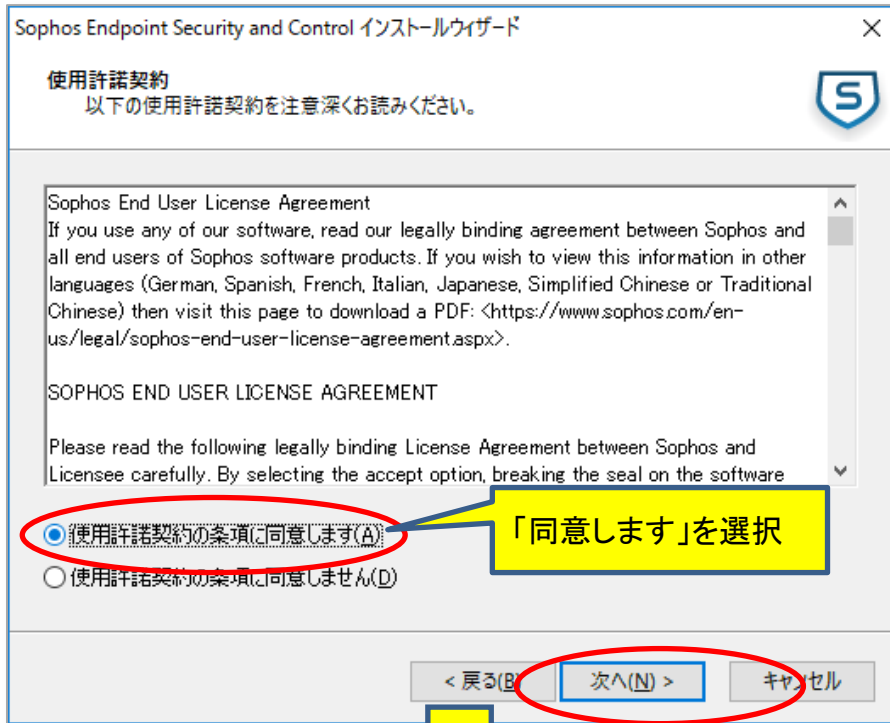 Sophos Endpoint Security and Control インストールウィザード
使用許諾契約
以下の使用許諾契約を注意深くお読みください。
S
Sophos End User License Agreement
If you use any of our software, read our legally binding agreement between Sophos and
all end users of Sophos software products. If you wish to view this information in other
languages (German, Spanish, French, Italian, Japanese, Simplified Chinese or Traditional
Chinese) then visit this page to download a PDF: <https://www.sophos.com/en-
us/legal/sophos-end-user-license-agreement.aspx>.
SOPHOS END USER LICENSE AGREEMENT
Please read the following legally binding License Agreement between Sophos and
Licensee carefully. By selecting the accept option, breaking the seal on the software
使用許諾契約の条項に同意します(A)
「同意します」を選択
使用許諾契約の条項に同意しません(D)
< 戻る(B)
次へ(N) >
キャンセル